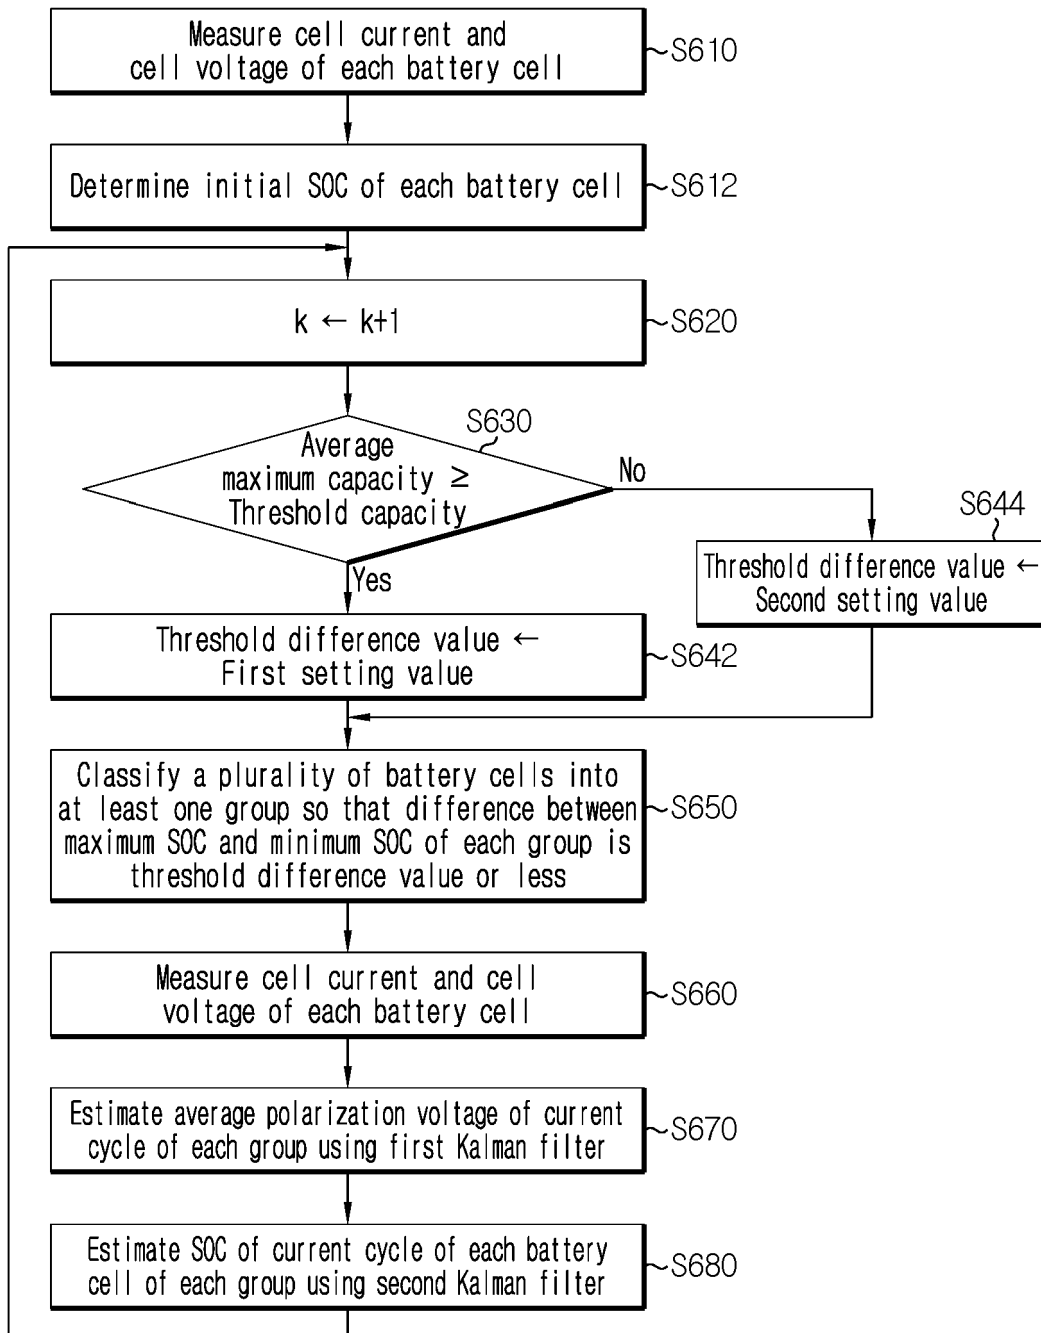 Measure cell current and
cell voltage of each battery cell
S610
Determine initial SOC of each battery cell
S612
k ← k+1
S620
S630
Average
maximum capacity ≥
Threshold capacity
No
Yes
S644
Threshold difference value ←
Second setting value
Threshold difference value ←
First setting value
S642
Classify a plurality of battery cells into
at least one group so that difference between
maximum SOC and minimum SOC of each group is
threshold difference value or less
S650
Measure cell current and cell
voltage of each battery cell
S660
Estimate average polarization voltage of current
cycle of each group using first Kalman filter
S670
Estimate SOC of current cycle of each battery
cell of each group using second Kalman filter
S680